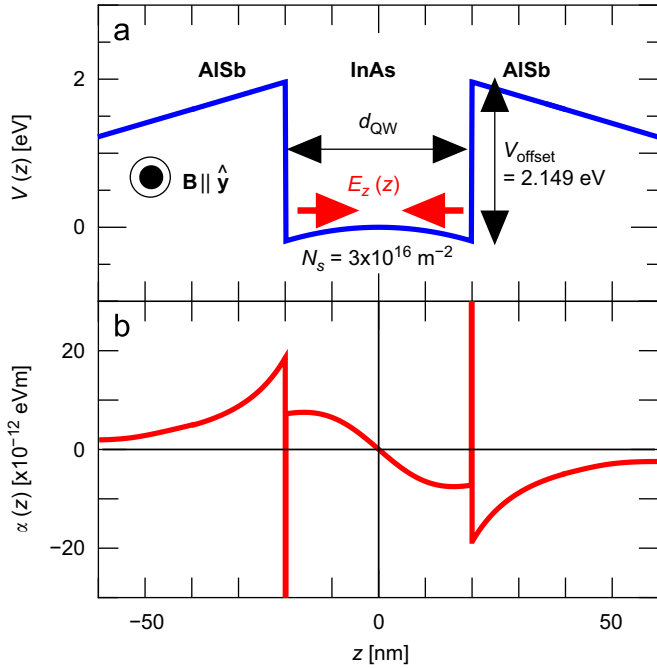 a
AlSb InAs AlSb
2
V (z) [eV]
d_QW
V_offset
= 2.149 eV
B || ŷ
E_z (z)
0
N_s = 3x10^16 m^−2
b
20
α (z) [x10^−12 eVm]
0
−20
−50 0 50
z [nm]